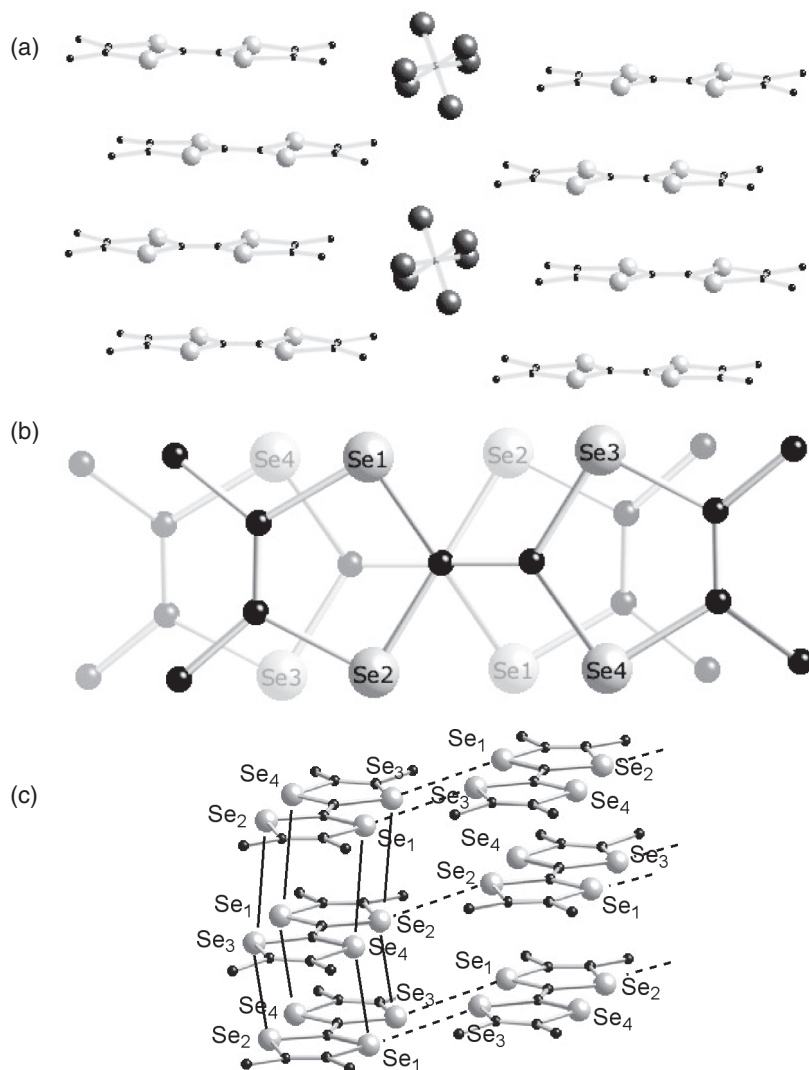 (a)
(b)
Se4 Se1 Se2 Se3
Se3 Se2 Se1 Se4
(c)
Se1
Se4 Se3 Se2
Se2 Se3 Se4
Se1 Se4 Se3
Se2
Se1 Se2 Se1
Se3 Se4
Se1
Se4 Se3 Se2
Se2 Se4
Se1 Se3